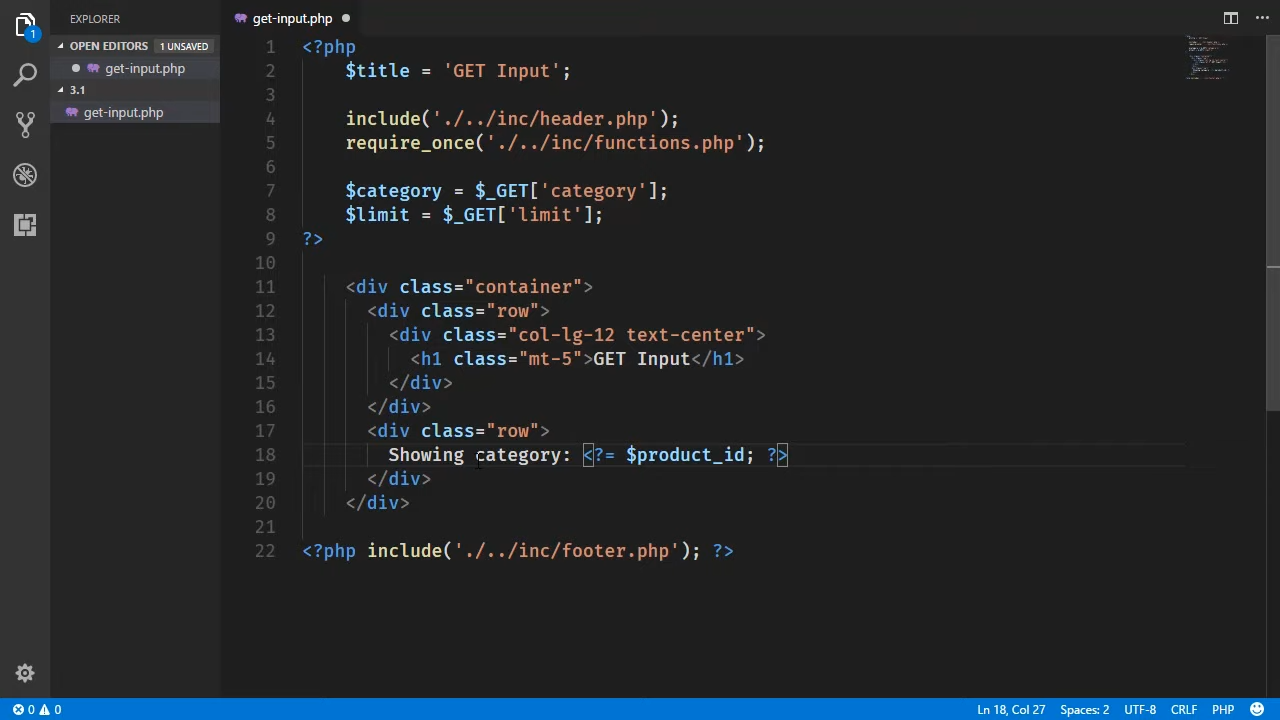 EXPLORER
OPEN EDITORS 1 UNSAVED
get-input.php
3.1
get-input.php
1
get-input.php
1 <?php
2 $title = 'GET Input';
3
4 include('./../inc/header.php');
5 require_once('./../inc/functions.php');
6
7 $category = $_GET['category'];
8 $limit = $_GET['limit'];
9 ?>
10
11 <div class="container">
12 <div class="row">
13 <div class="col-lg-12 text-center">
14 <h1 class="mt-5">GET Input</h1>
15 </div>
16 </div>
17 <div class="row">
18 Showing category: <?= $product_id; ?>
19 </div>
20 </div>
21
22 <?php include('./../inc/footer.php'); ?>
0 0 Ln 18, Col 27 Spaces: 2 UTF-8 CRLF PHP